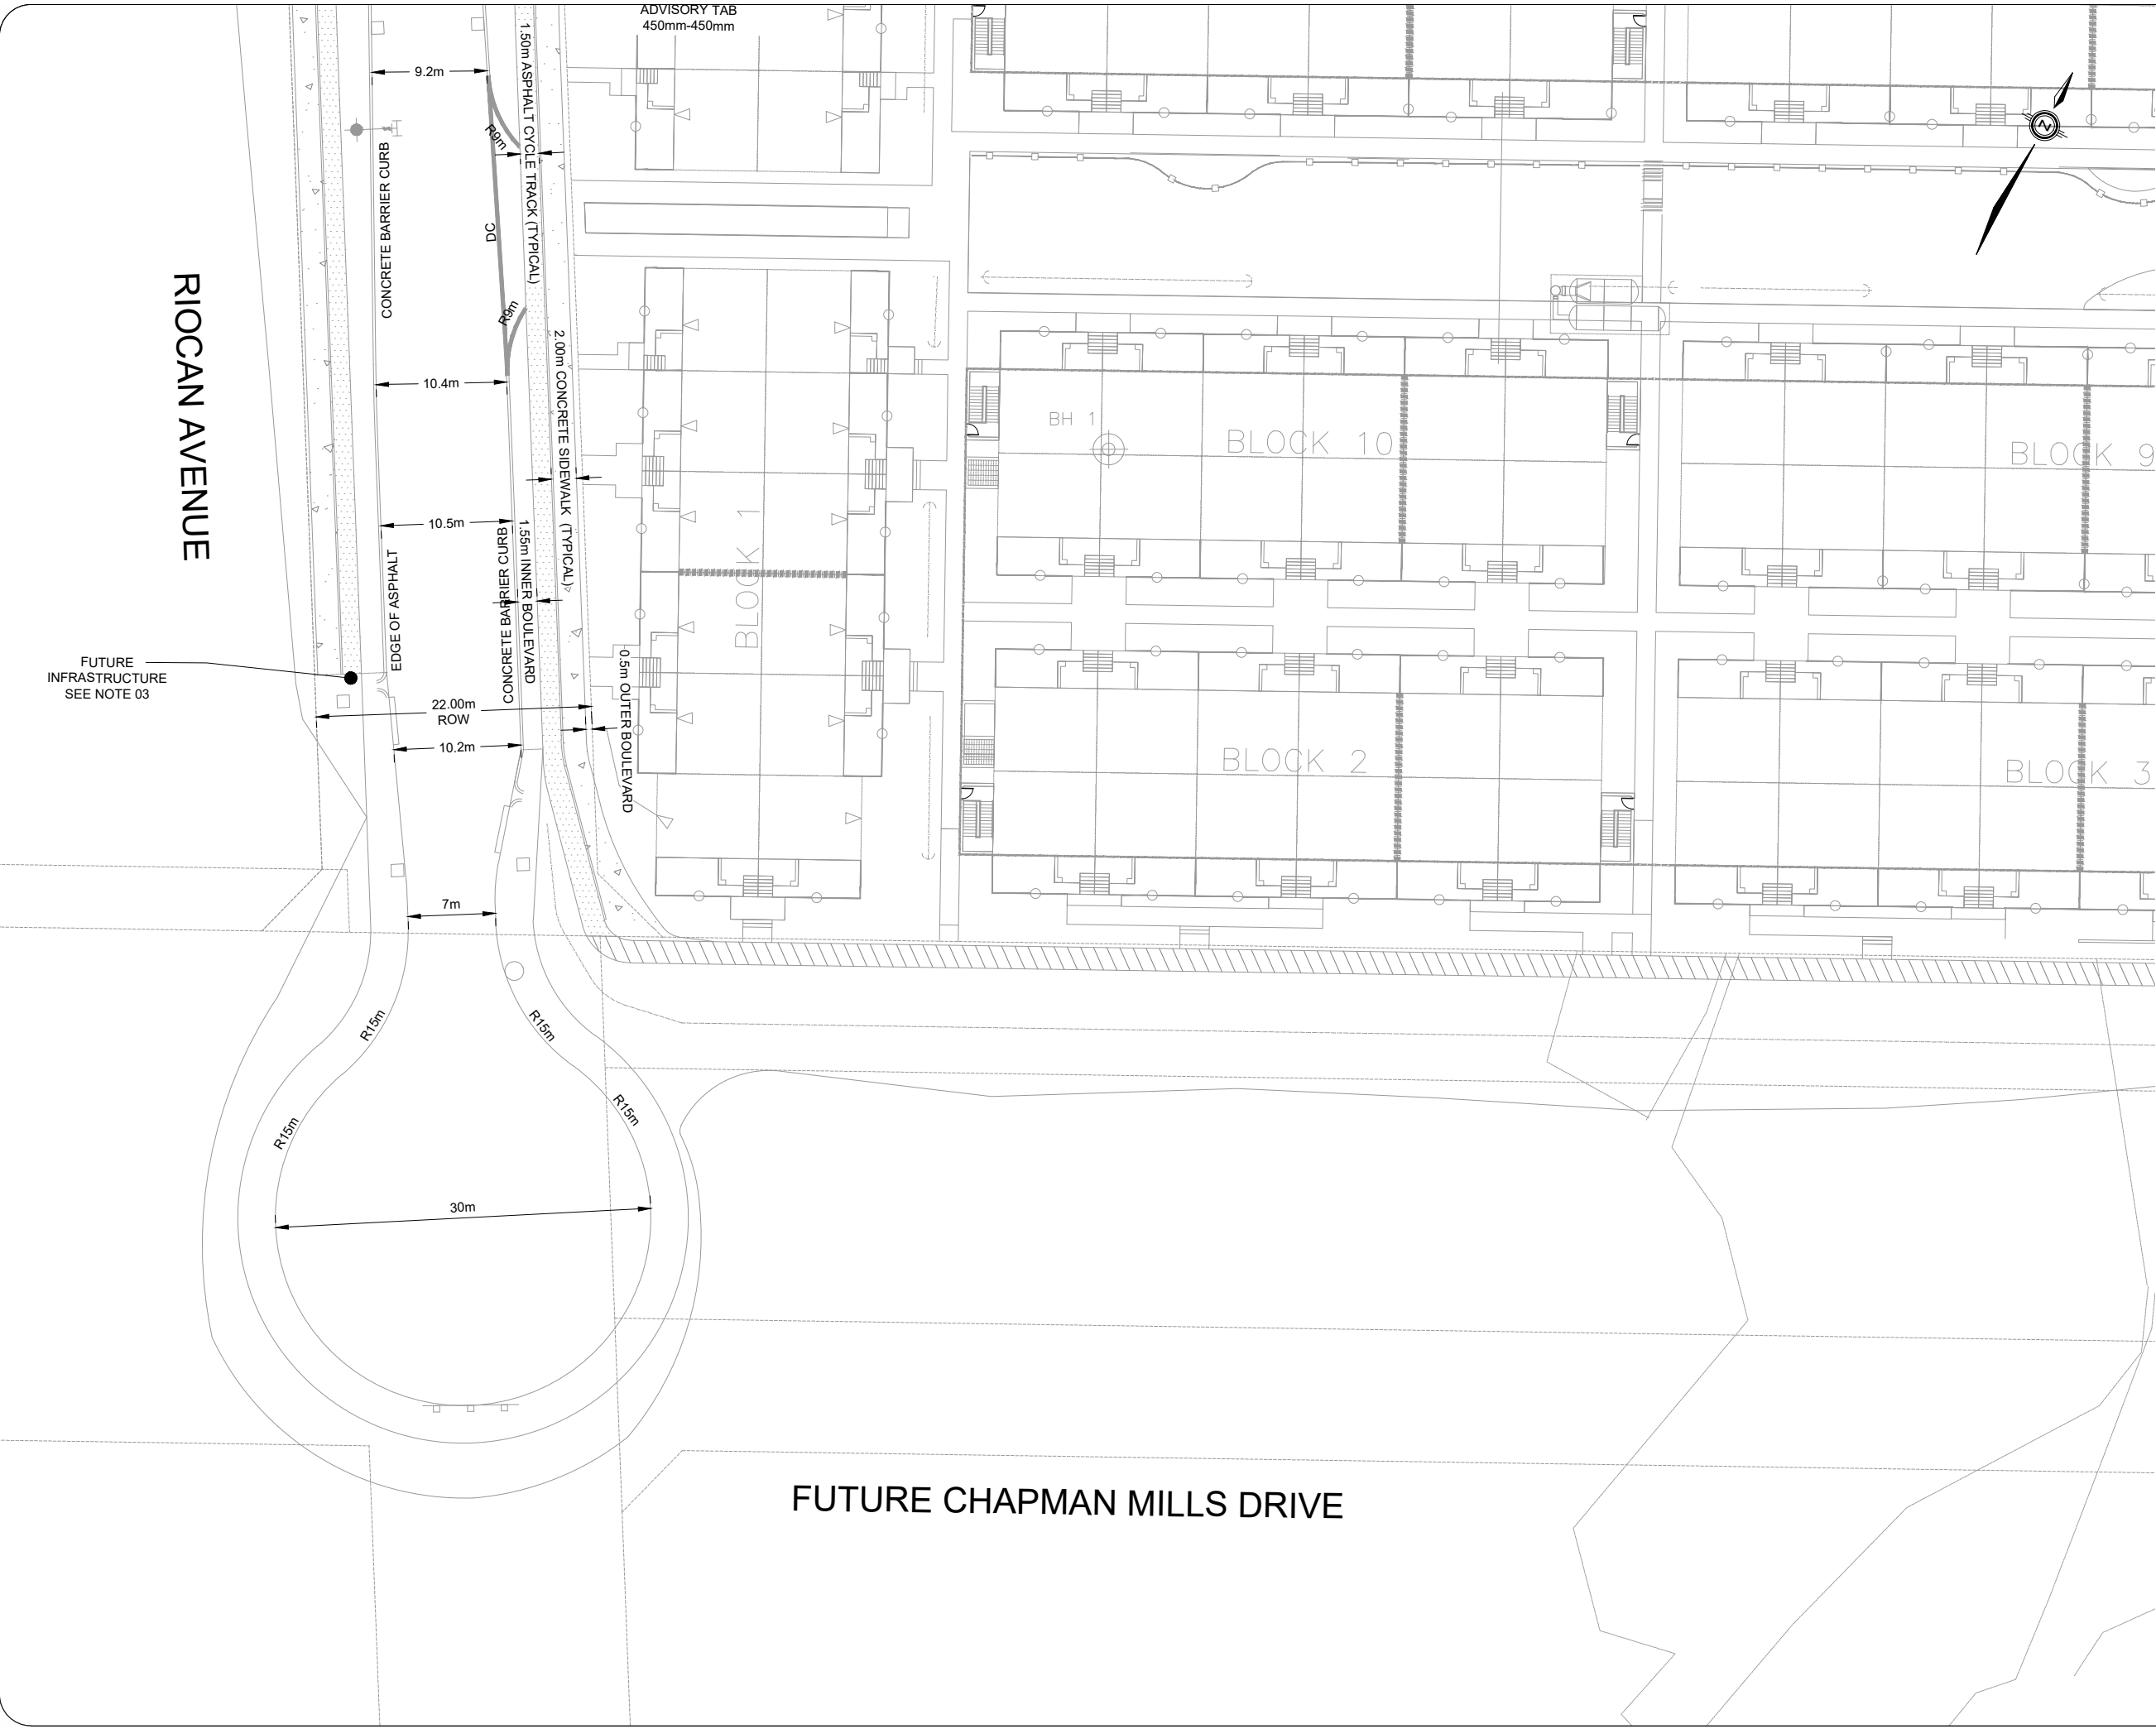 ADVISORY TAB
450mm-450mm
1.50m ASPHALT CYCLE TRACK (TYPICAL)
9.2m
R9m
CONCRETE BARRIER CURB
DC
R9m
RIOCAN AVENUE
2.00m CONCRETE SIDEWALK (TYPICAL)
10.4m
BH 1
BLOCK 10
BLOCK 9
10.5m
BLOCK 1
EDGE OF ASPHALT
CONCRETE BARRIER CURB
1.55m INNER BOULEVARD
FUTURE
INFRASTRUCTURE
SEE NOTE 03
0.5m OUTER BOULEVARD
22.00m
ROW
10.2m
BLOCK 2
BLOCK 3
7m
R15m
R15m
R15m
R15m
30m
FUTURE CHAPMAN MILLS DRIVE
N